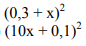 (0,3 + x)²
(10x + 0,1)²